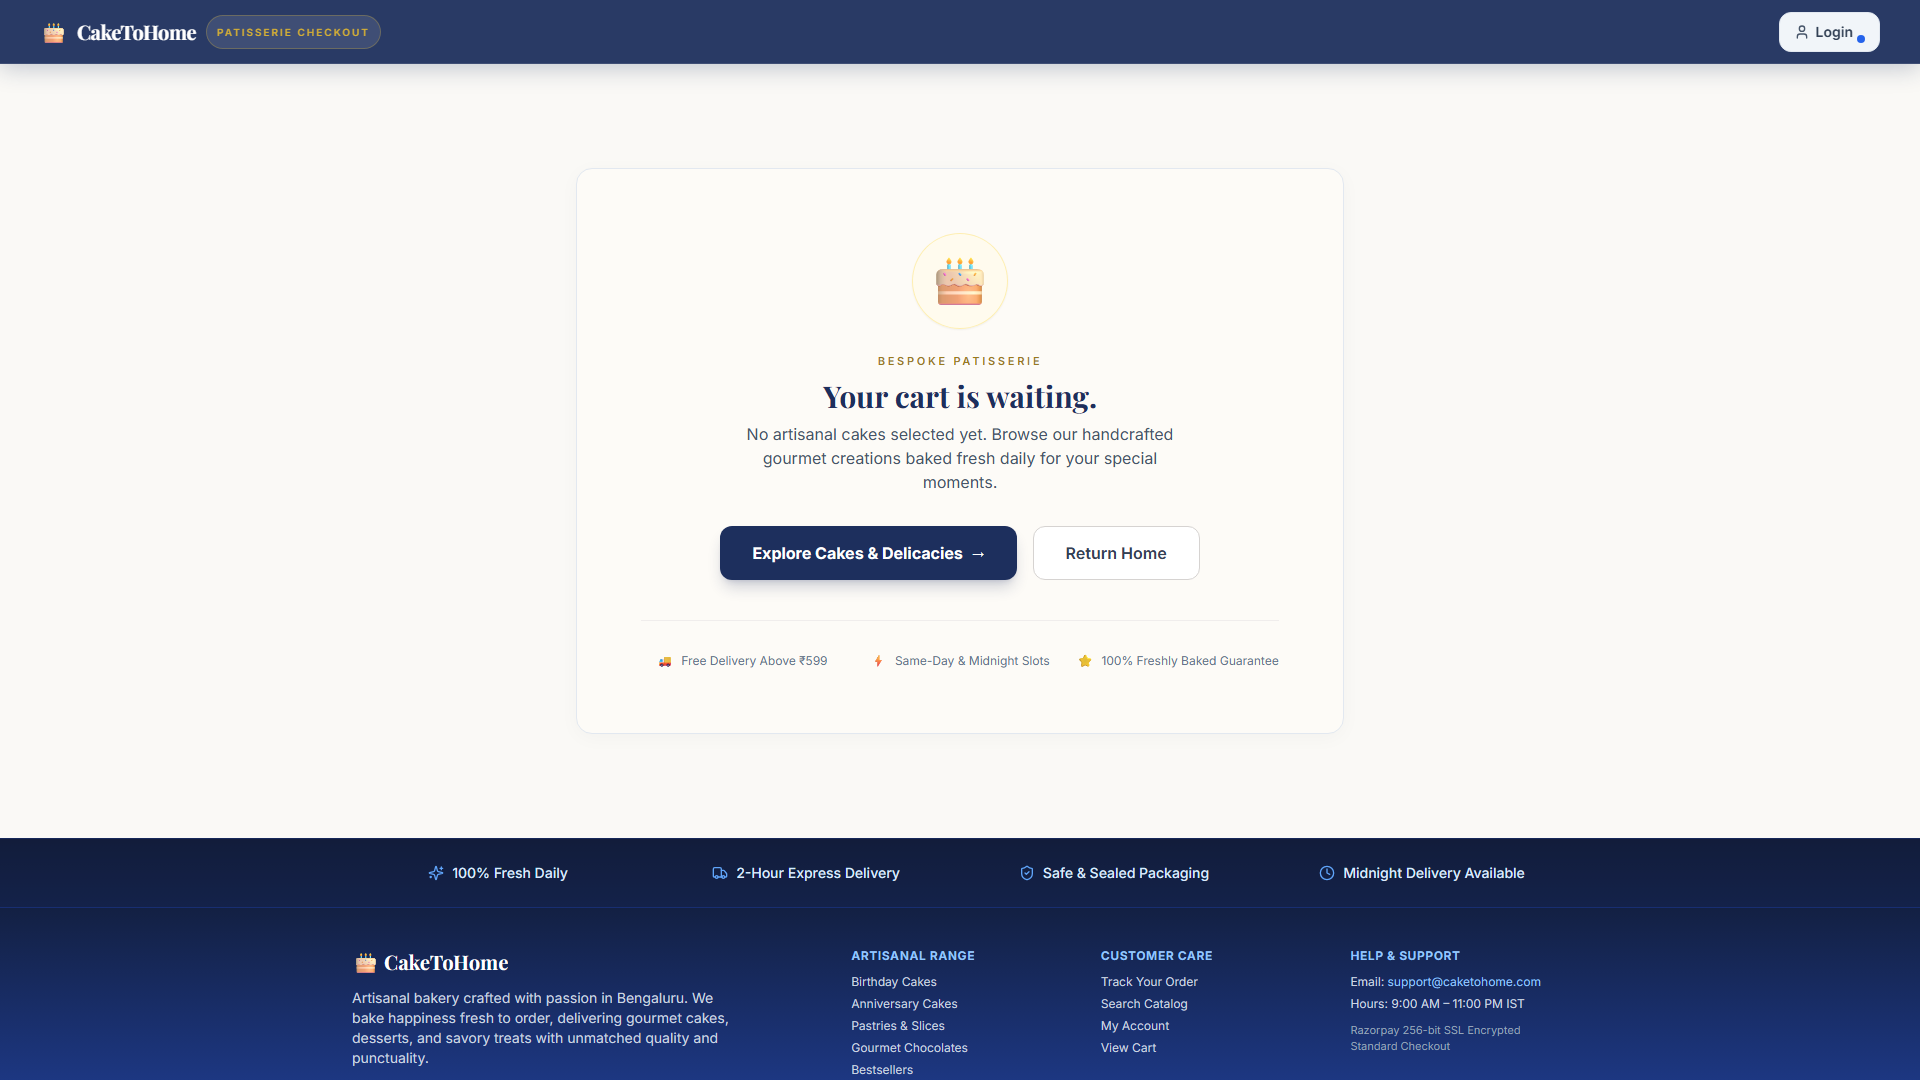 CakeToHome
PATISSERIE CHECKOUT
Login
BESPOKE PATISSERIE
Your cart is waiting.
No artisanal cakes selected yet. Browse our handcrafted
gourmet creations baked fresh daily for your special
moments.
Explore Cakes & Delicacies →
Return Home
Free Delivery Above ₹599
Same-Day & Midnight Slots
100% Freshly Baked Guarantee
100% Fresh Daily
2-Hour Express Delivery
Safe & Sealed Packaging
Midnight Delivery Available
CakeToHome
Artisanal bakery crafted with passion in Bengaluru. We
bake happiness fresh to order, delivering gourmet cakes,
desserts, and savory treats with unmatched quality and
punctuality.
ARTISANAL RANGE
Birthday Cakes
Anniversary Cakes
Pastries & Slices
Gourmet Chocolates
Bestsellers
CUSTOMER CARE
Track Your Order
Search Catalog
My Account
View Cart
HELP & SUPPORT
Email: support@caketohome.com
Hours: 9:00 AM – 11:00 PM IST
Razorpay 256-bit SSL Encrypted
Standard Checkout